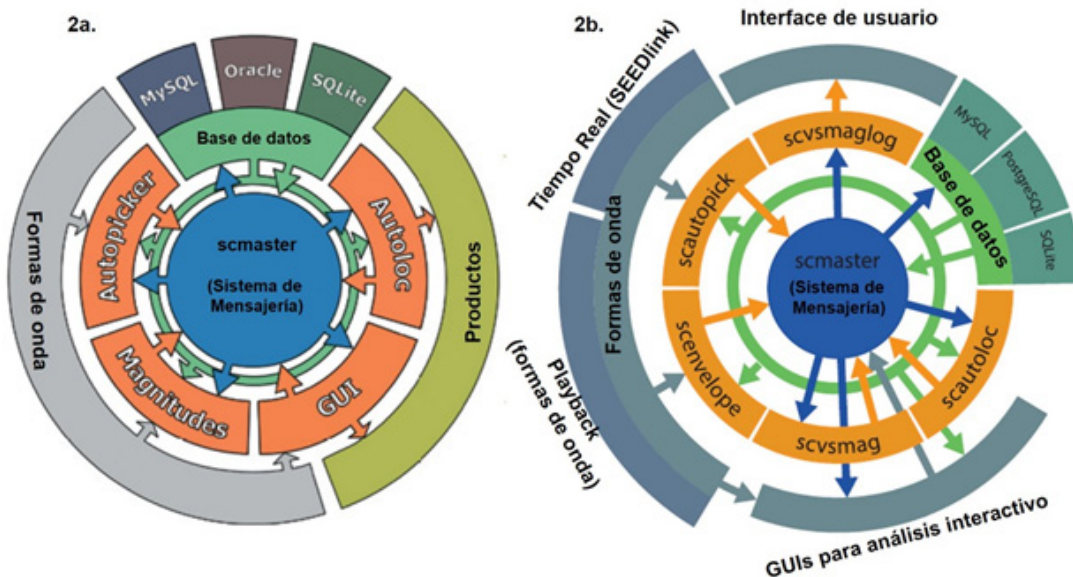 2a.
MySQL
Oracle
SQLite
Base de datos
Autopicker
Autoloc
scmaster
(Sistema de
Mensajería)
Formas de onda
Productos
Magnitudes
GUI
2b.
Interface de usuario
Tiempo Real (SEEDlink)
Formas de onda
Playback
(formas de onda)
scvsmaglog
scautopick
Base de datos
MySQL
PostgreSQL
SQLite
scmaster
(Sistema de
Mensajería)
scenvelope
scvsmag
scautoloc
GUIs para análisis interactivo